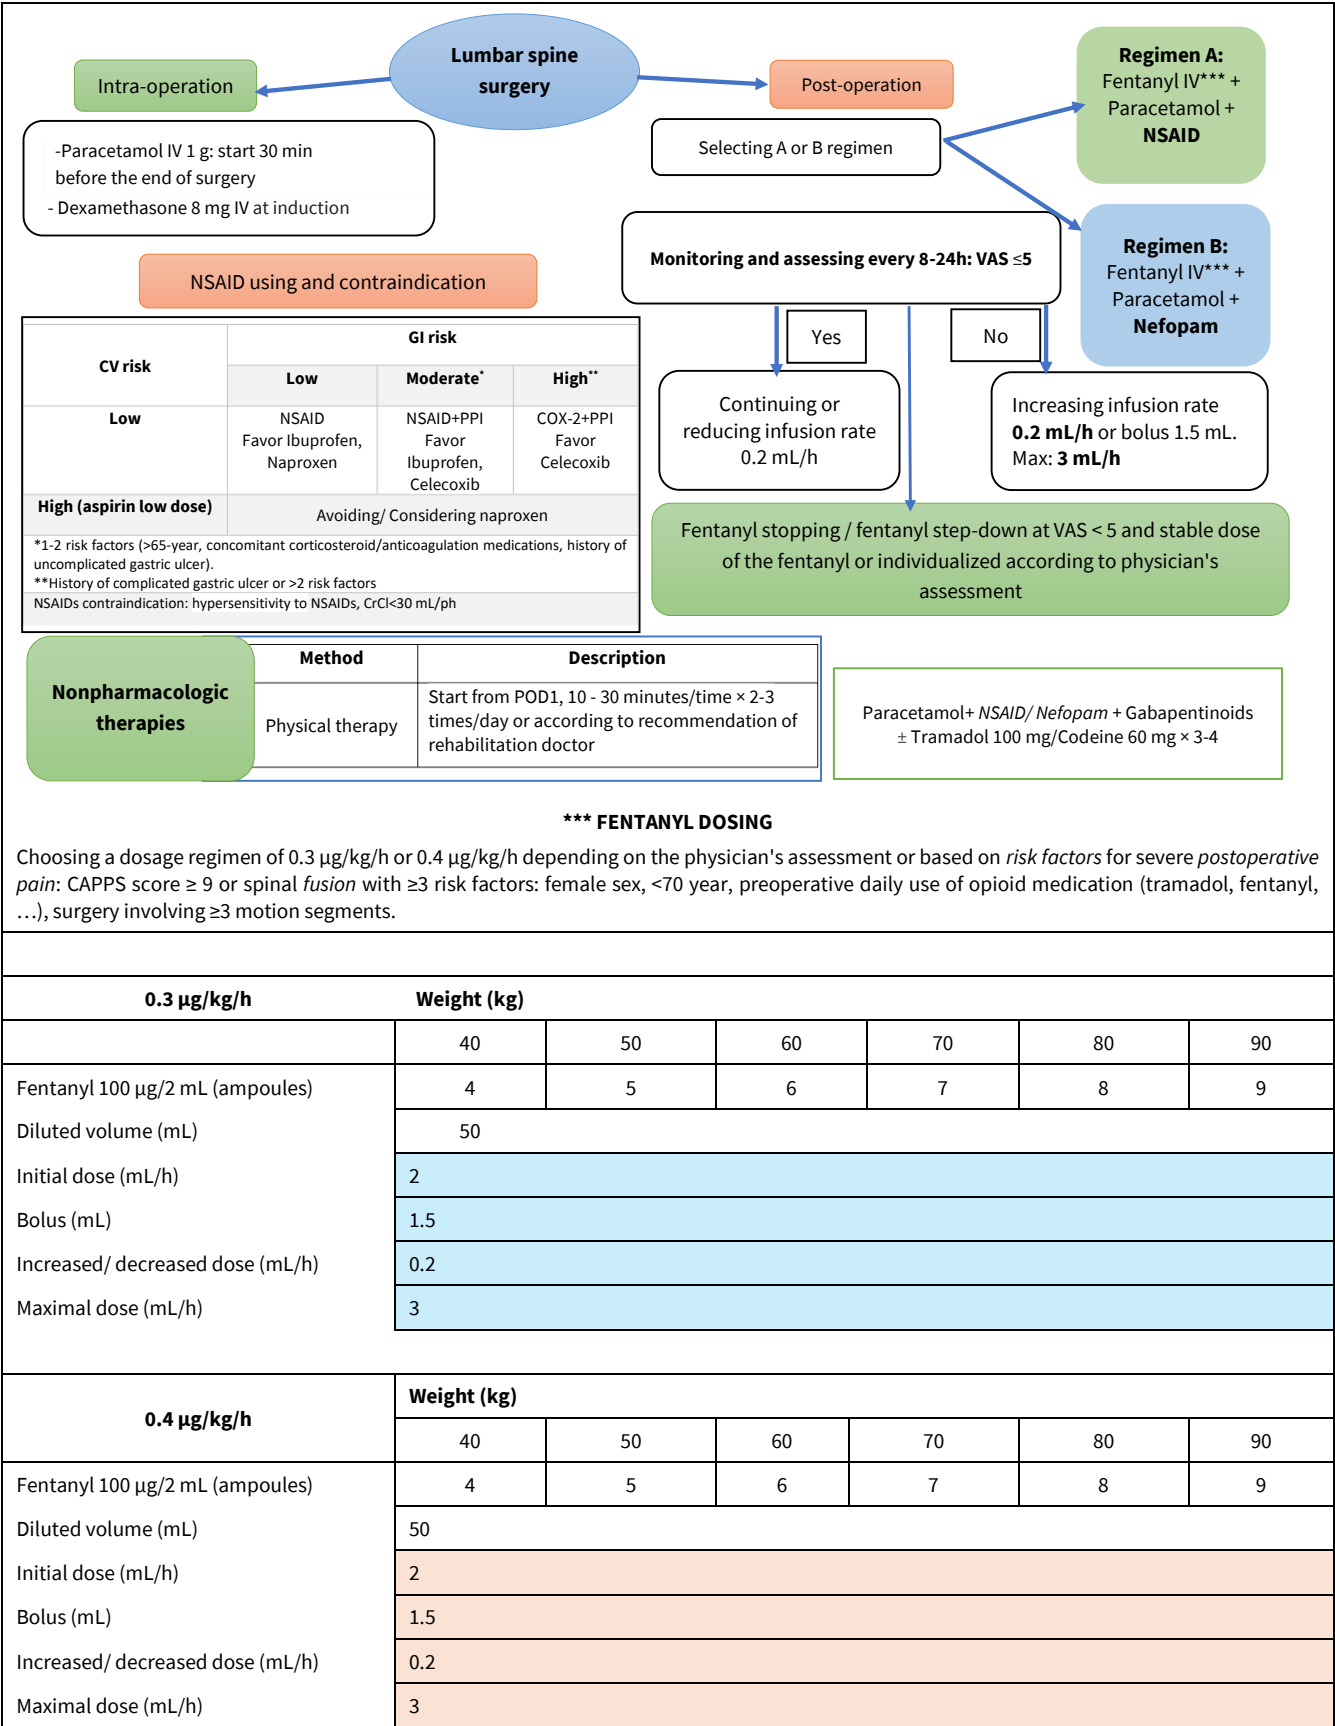 Lumbar spine
surgery
Intra-operation
-Paracetamol IV 1 g: start 30 min
before the end of surgery
- Dexamethasone 8 mg IV at induction
Post-operation
Selecting A or B regimen
Regimen A:
Fentanyl IV*** +
Paracetamol +
NSAID
Regimen B:
Fentanyl IV*** +
Paracetamol +
Nefopam
Monitoring and assessing every 8-24h: VAS ≤5
Yes
No
Continuing or
reducing infusion rate
0.2 mL/h
Increasing infusion rate
0.2 mL/h or bolus 1.5 mL.
Max: 3 mL/h
Fentanyl stopping / fentanyl step-down at VAS < 5 and stable dose
of the fentanyl or individualized according to physician's
assessment
NSAID using and contraindication
CV risk
GI risk
Low
Moderate*
High**
Low
NSAID
Favor Ibuprofen,
Naproxen
NSAID+PPI
Favor
Ibuprofen,
Celecoxib
COX-2+PPI
Favor
Celecoxib
High (aspirin low dose)
Avoiding/ Considering naproxen
*1-2 risk factors (>65-year, concomitant corticosteroid/anticoagulation medications, history of
uncomplicated gastric ulcer).
**History of complicated gastric ulcer or >2 risk factors
NSAIDs contraindication: hypersensitivity to NSAIDs, CrCl<30 mL/ph
Nonpharmacologic
therapies
Method
Description
Physical therapy
Start from POD1, 10 - 30 minutes/time × 2-3
times/day or according to recommendation of
rehabilitation doctor
Paracetamol+ NSAID/ Nefopam + Gabapentinoids
± Tramadol 100 mg/Codeine 60 mg × 3-4
*** FENTANYL DOSING
Choosing a dosage regimen of 0.3 µg/kg/h or 0.4 µg/kg/h depending on the physician's assessment or based on risk factors for severe postoperative
pain: CAPPS score ≥ 9 or spinal fusion with ≥3 risk factors: female sex, <70 year, preoperative daily use of opioid medication (tramadol, fentanyl,
…), surgery involving ≥3 motion segments.
0.3 µg/kg/h Weight (kg)
40 50 60 70 80 90
Fentanyl 100 µg/2 mL (ampoules) 4 5 6 7 8 9
Diluted volume (mL) 50
Initial dose (mL/h) 2
Bolus (mL) 1.5
Increased/ decreased dose (mL/h) 0.2
Maximal dose (mL/h) 3
0.4 µg/kg/h Weight (kg)
40 50 60 70 80 90
Fentanyl 100 µg/2 mL (ampoules) 4 5 6 7 8 9
Diluted volume (mL) 50
Initial dose (mL/h) 2
Bolus (mL) 1.5
Increased/ decreased dose (mL/h) 0.2
Maximal dose (mL/h) 3